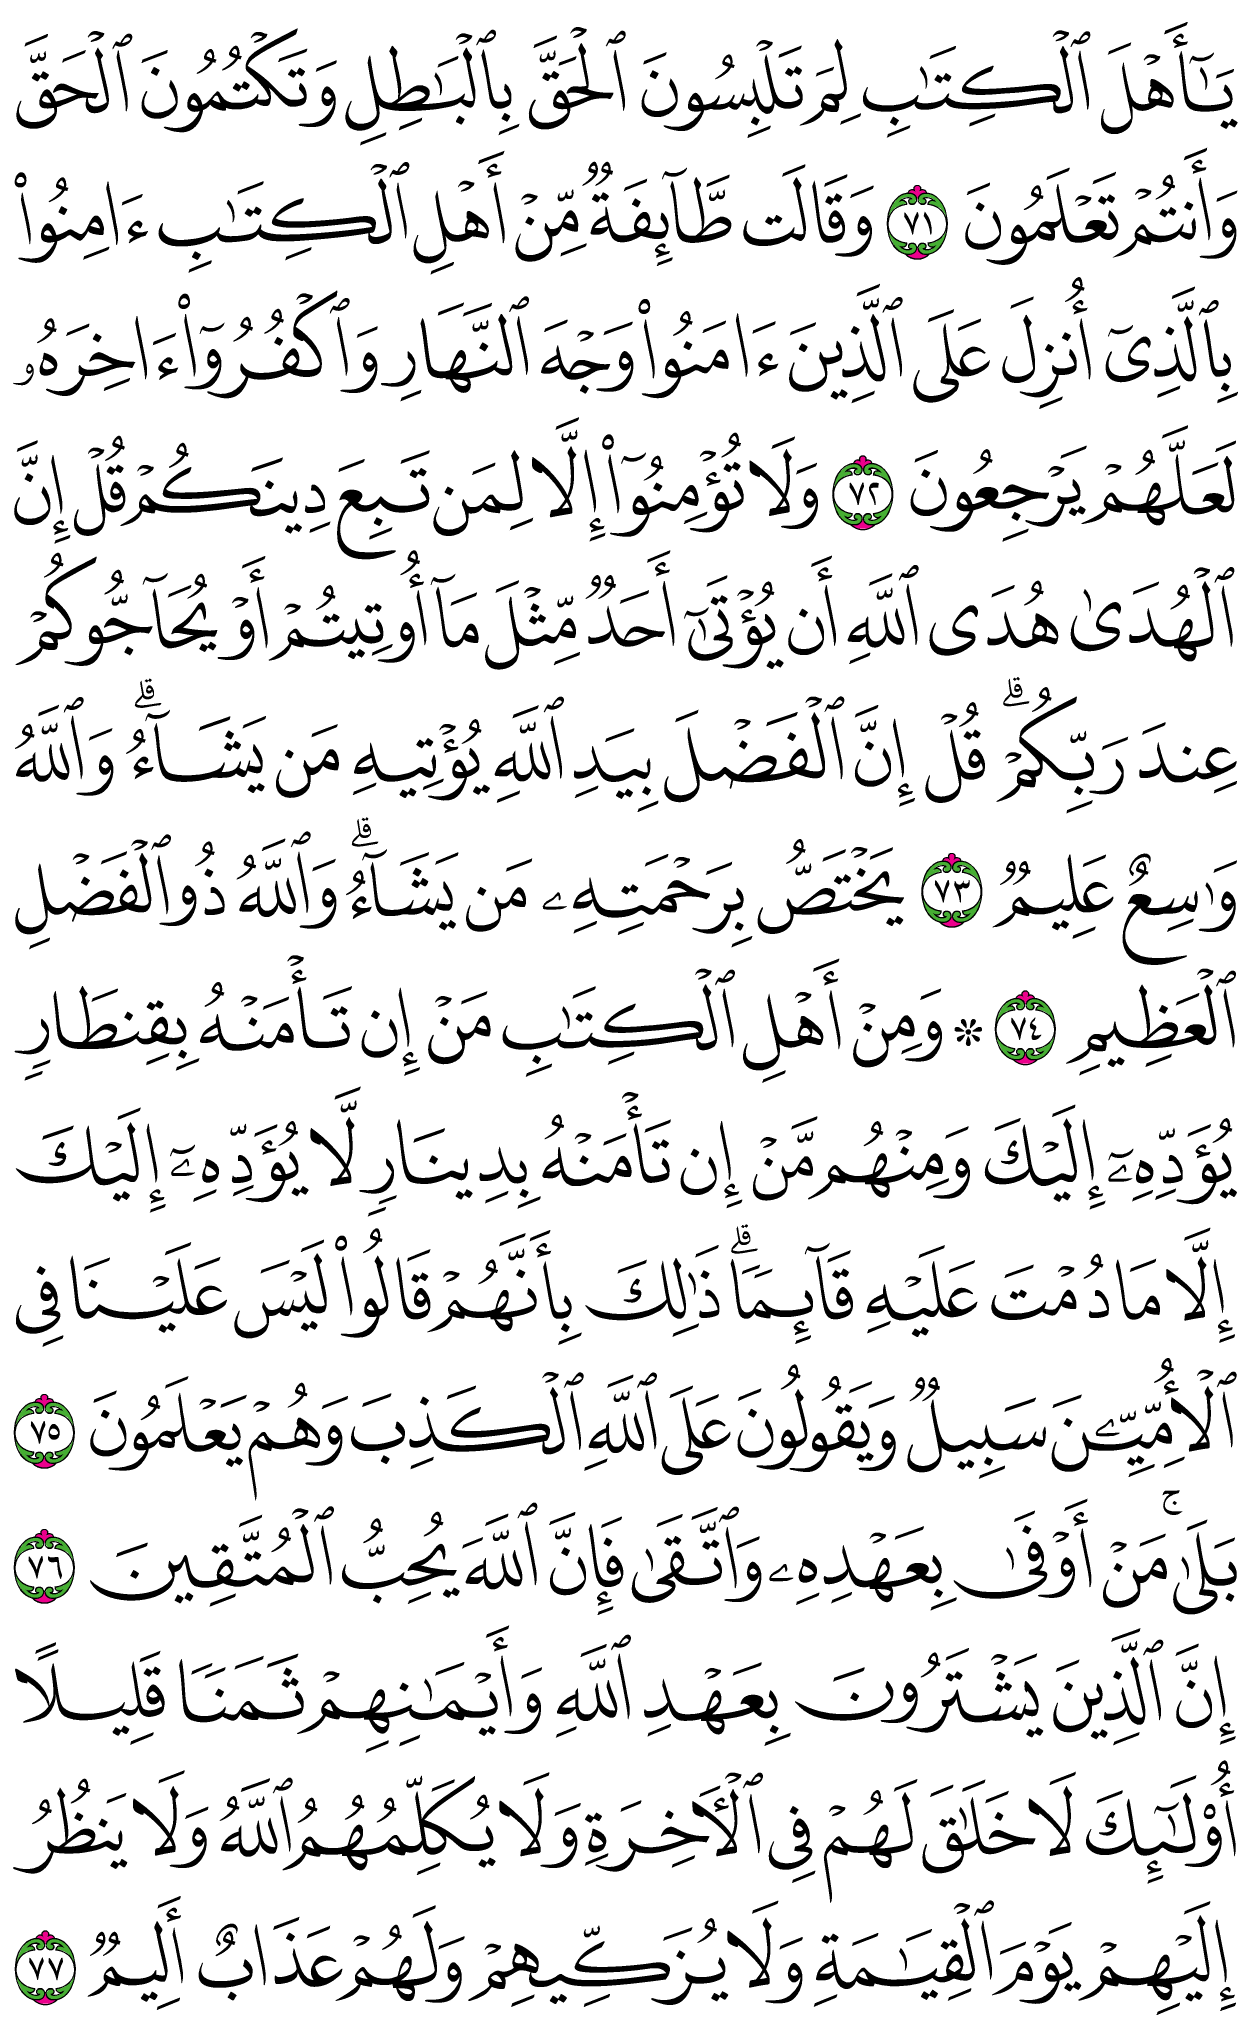 يَٰٓأَهْلَ ٱلْكِتَٰبِ لِمَ تَلْبِسُونَ ٱلْحَقَّ بِٱلْبَٰطِلِ وَتَكْتُمُونَ ٱلْحَقَّ
وَأَنتُمْ تَعْلَمُونَ ٧١ وَقَالَت طَّآئِفَةٌ مِّنْ أَهْلِ ٱلْكِتَٰبِ ءَامِنُوا۟
بِٱلَّذِىٓ أُنزِلَ عَلَى ٱلَّذِينَ ءَامَنُوا۟ وَجْهَ ٱلنَّهَارِ وَٱكْفُرُوٓا۟ ءَاخِرَهُۥ
لَعَلَّهُمْ يَرْجِعُونَ ٧٢ وَلَا تُؤْمِنُوٓا۟ إِلَّا لِمَن تَبِعَ دِينَكُمْ قُلْ إِنَّ
ٱلْهُدَىٰ هُدَى ٱللَّهِ أَن يُؤْتَىٰٓ أَحَدٌ مِّثْلَ مَآ أُوتِيتُمْ أَوْ يُحَآجُّوكُمْ
عِندَ رَبِّكُمْ ۗ قُلْ إِنَّ ٱلْفَضْلَ بِيَدِ ٱللَّهِ يُؤْتِيهِ مَن يَشَآءُ ۗ وَٱللَّهُ
وَٰسِعٌ عَلِيمٌ ٧٣ يَخْتَصُّ بِرَحْمَتِهِۦ مَن يَشَآءُ ۗ وَٱللَّهُ ذُو ٱلْفَضْلِ
ٱلْعَظِيمِ ٧٤ ۞ وَمِنْ أَهْلِ ٱلْكِتَٰبِ مَنْ إِن تَأْمَنْهُ بِقِنطَارٍ
يُؤَدِّهِۦٓ إِلَيْكَ وَمِنْهُم مَّنْ إِن تَأْمَنْهُ بِدِينَارٍ لَّا يُؤَدِّهِۦٓ إِلَيْكَ
إِلَّا مَا دُمْتَ عَلَيْهِ قَآئِمًا ۗ ذَٰلِكَ بِأَنَّهُمْ قَالُوا۟ لَيْسَ عَلَيْنَا فِى
ٱلْأُمِّيِّـۧنَ سَبِيلٌ وَيَقُولُونَ عَلَى ٱللَّهِ ٱلْكَذِبَ وَهُمْ يَعْلَمُونَ ٧٥
بَلَىٰ ۚ مَنْ أَوْفَىٰ بِعَهْدِهِۦ وَٱتَّقَىٰ فَإِنَّ ٱللَّهَ يُحِبُّ ٱلْمُتَّقِينَ ٧٦
إِنَّ ٱلَّذِينَ يَشْتَرُونَ بِعَهْدِ ٱللَّهِ وَأَيْمَٰنِهِمْ ثَمَنًا قَلِيلًا
أُو۟لَٰٓئِكَ لَا خَلَٰقَ لَهُمْ فِى ٱلْءَاخِرَةِ وَلَا يُكَلِّمُهُمُ ٱللَّهُ وَلَا يَنظُرُ
إِلَيْهِمْ يَوْمَ ٱلْقِيَٰمَةِ وَلَا يُزَكِّيهِمْ وَلَهُمْ عَذَابٌ أَلِيمٌ ٧٧